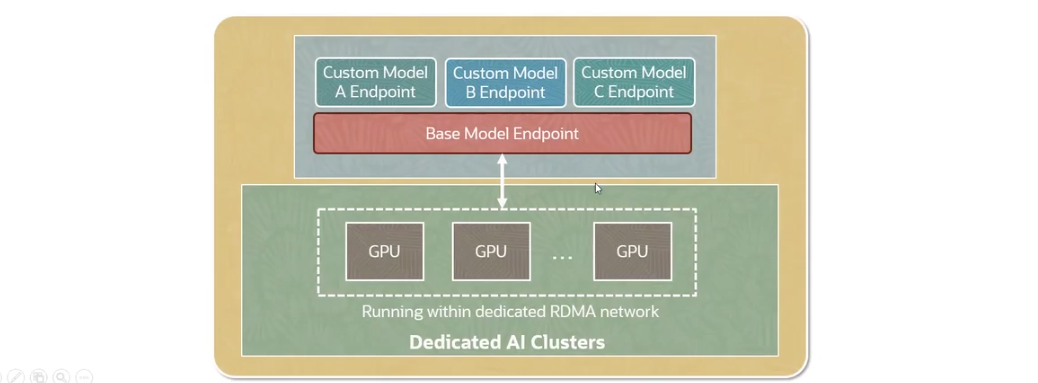 Custom Model
A Endpoint
Custom Model
B Endpoint
Custom Model
C Endpoint
Base Model Endpoint
GPU
GPU
...
GPU
Running within dedicated RDMA network
Dedicated AI Clusters